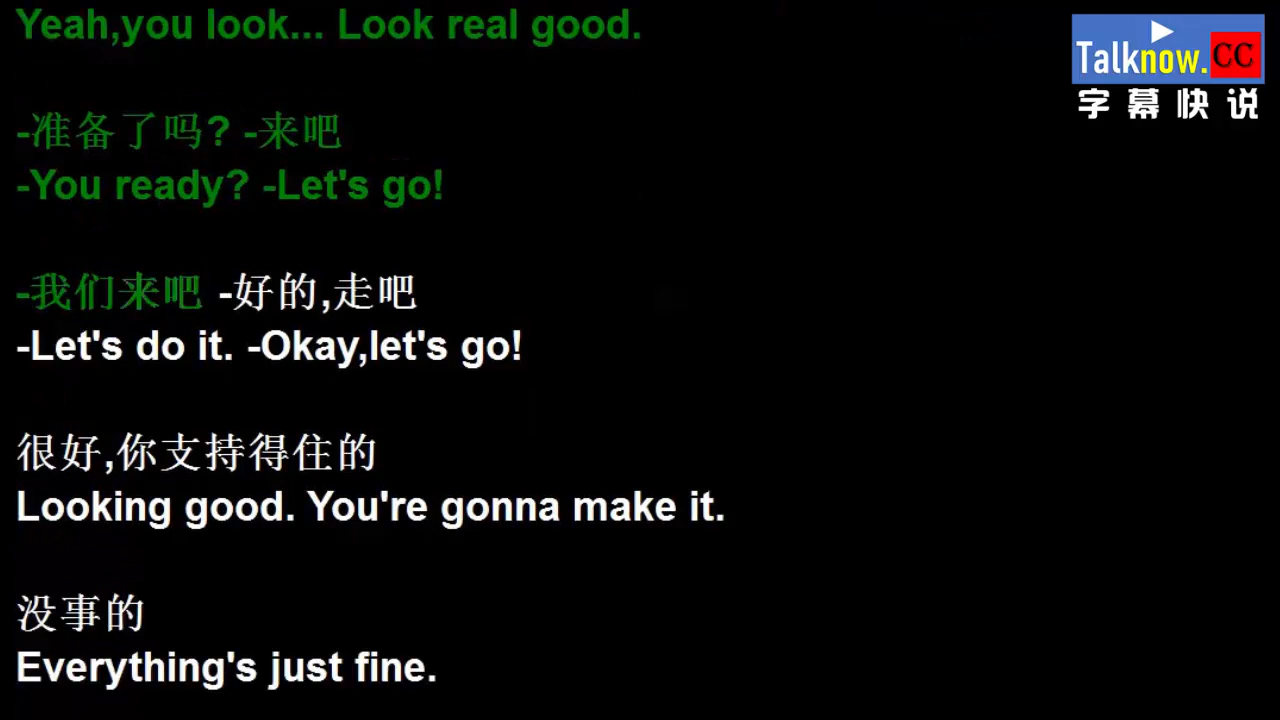 Yeah,you look... Look real good.
Talknow.CC
字幕快说
-准备了吗? -来吧
-You ready? -Let's go!
-我们来吧 -好的,走吧
-Let's do it. -Okay,let's go!
很好,你支持得住的
Looking good. You're gonna make it.
没事的
Everything's just fine.